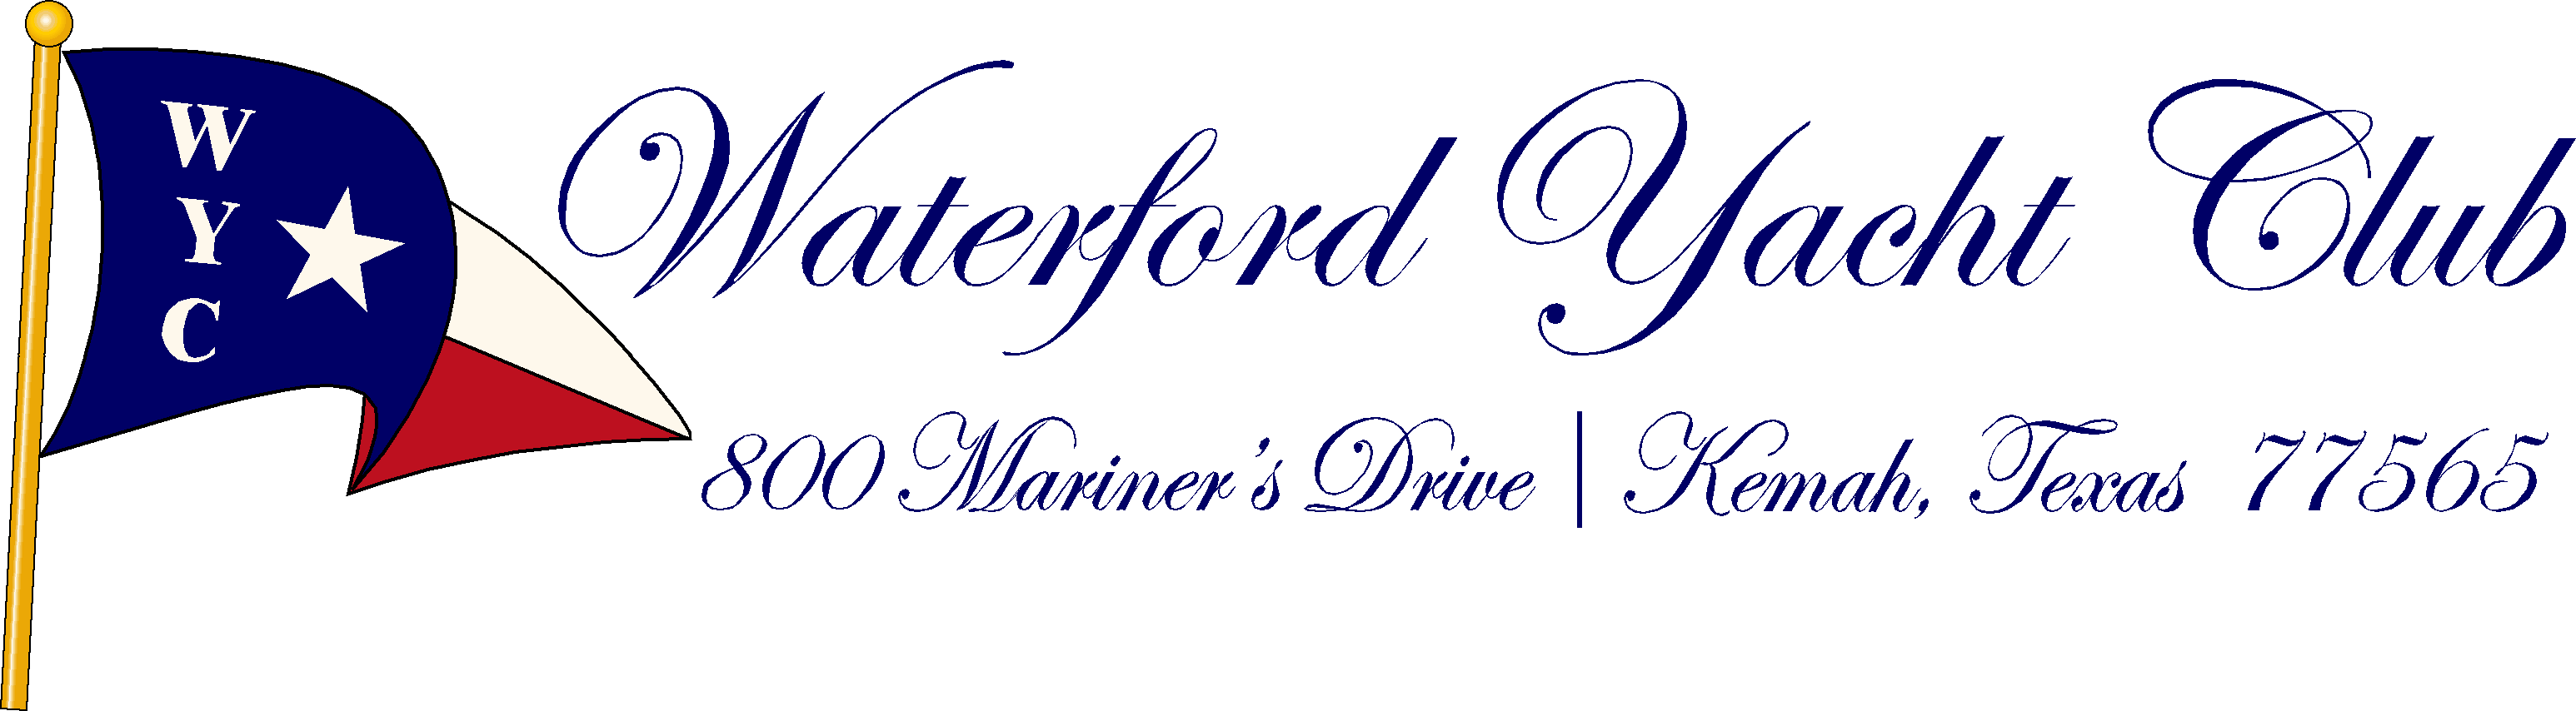 W
Y
C
Waterford Yacht Club
800 Mariner's Drive | Kemah, Texas 77565